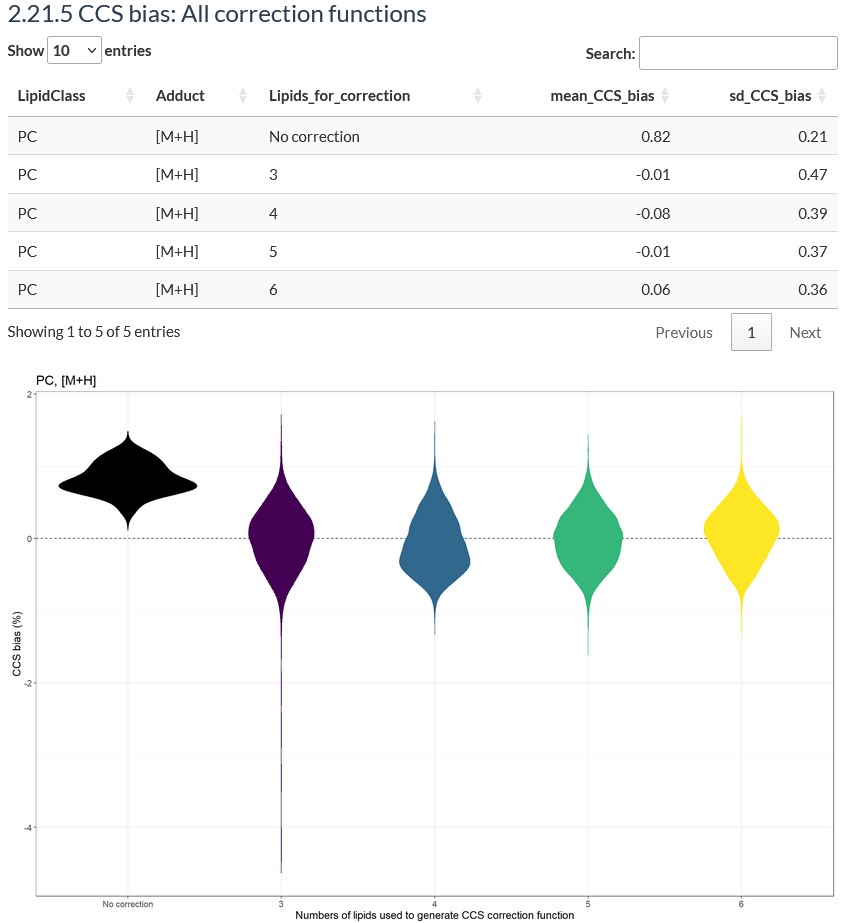 2.21.5 CCS bias: All correction functions
Show 10 entries
Search:
LipidClass Adduct Lipids_for_correction mean_CCS_bias sd_CCS_bias
PC [M+H] No correction 0.82 0.21
PC [M+H] 3 -0.01 0.47
PC [M+H] 4 -0.08 0.39
PC [M+H] 5 -0.01 0.37
PC [M+H] 6 0.06 0.36
Showing 1 to 5 of 5 entries
Previous 1 Next
PC, [M+H]
2
0
-2
-4
CCS bias (%)
No correction 3 4 5 6
Numbers of lipids used to generate CCS correction function